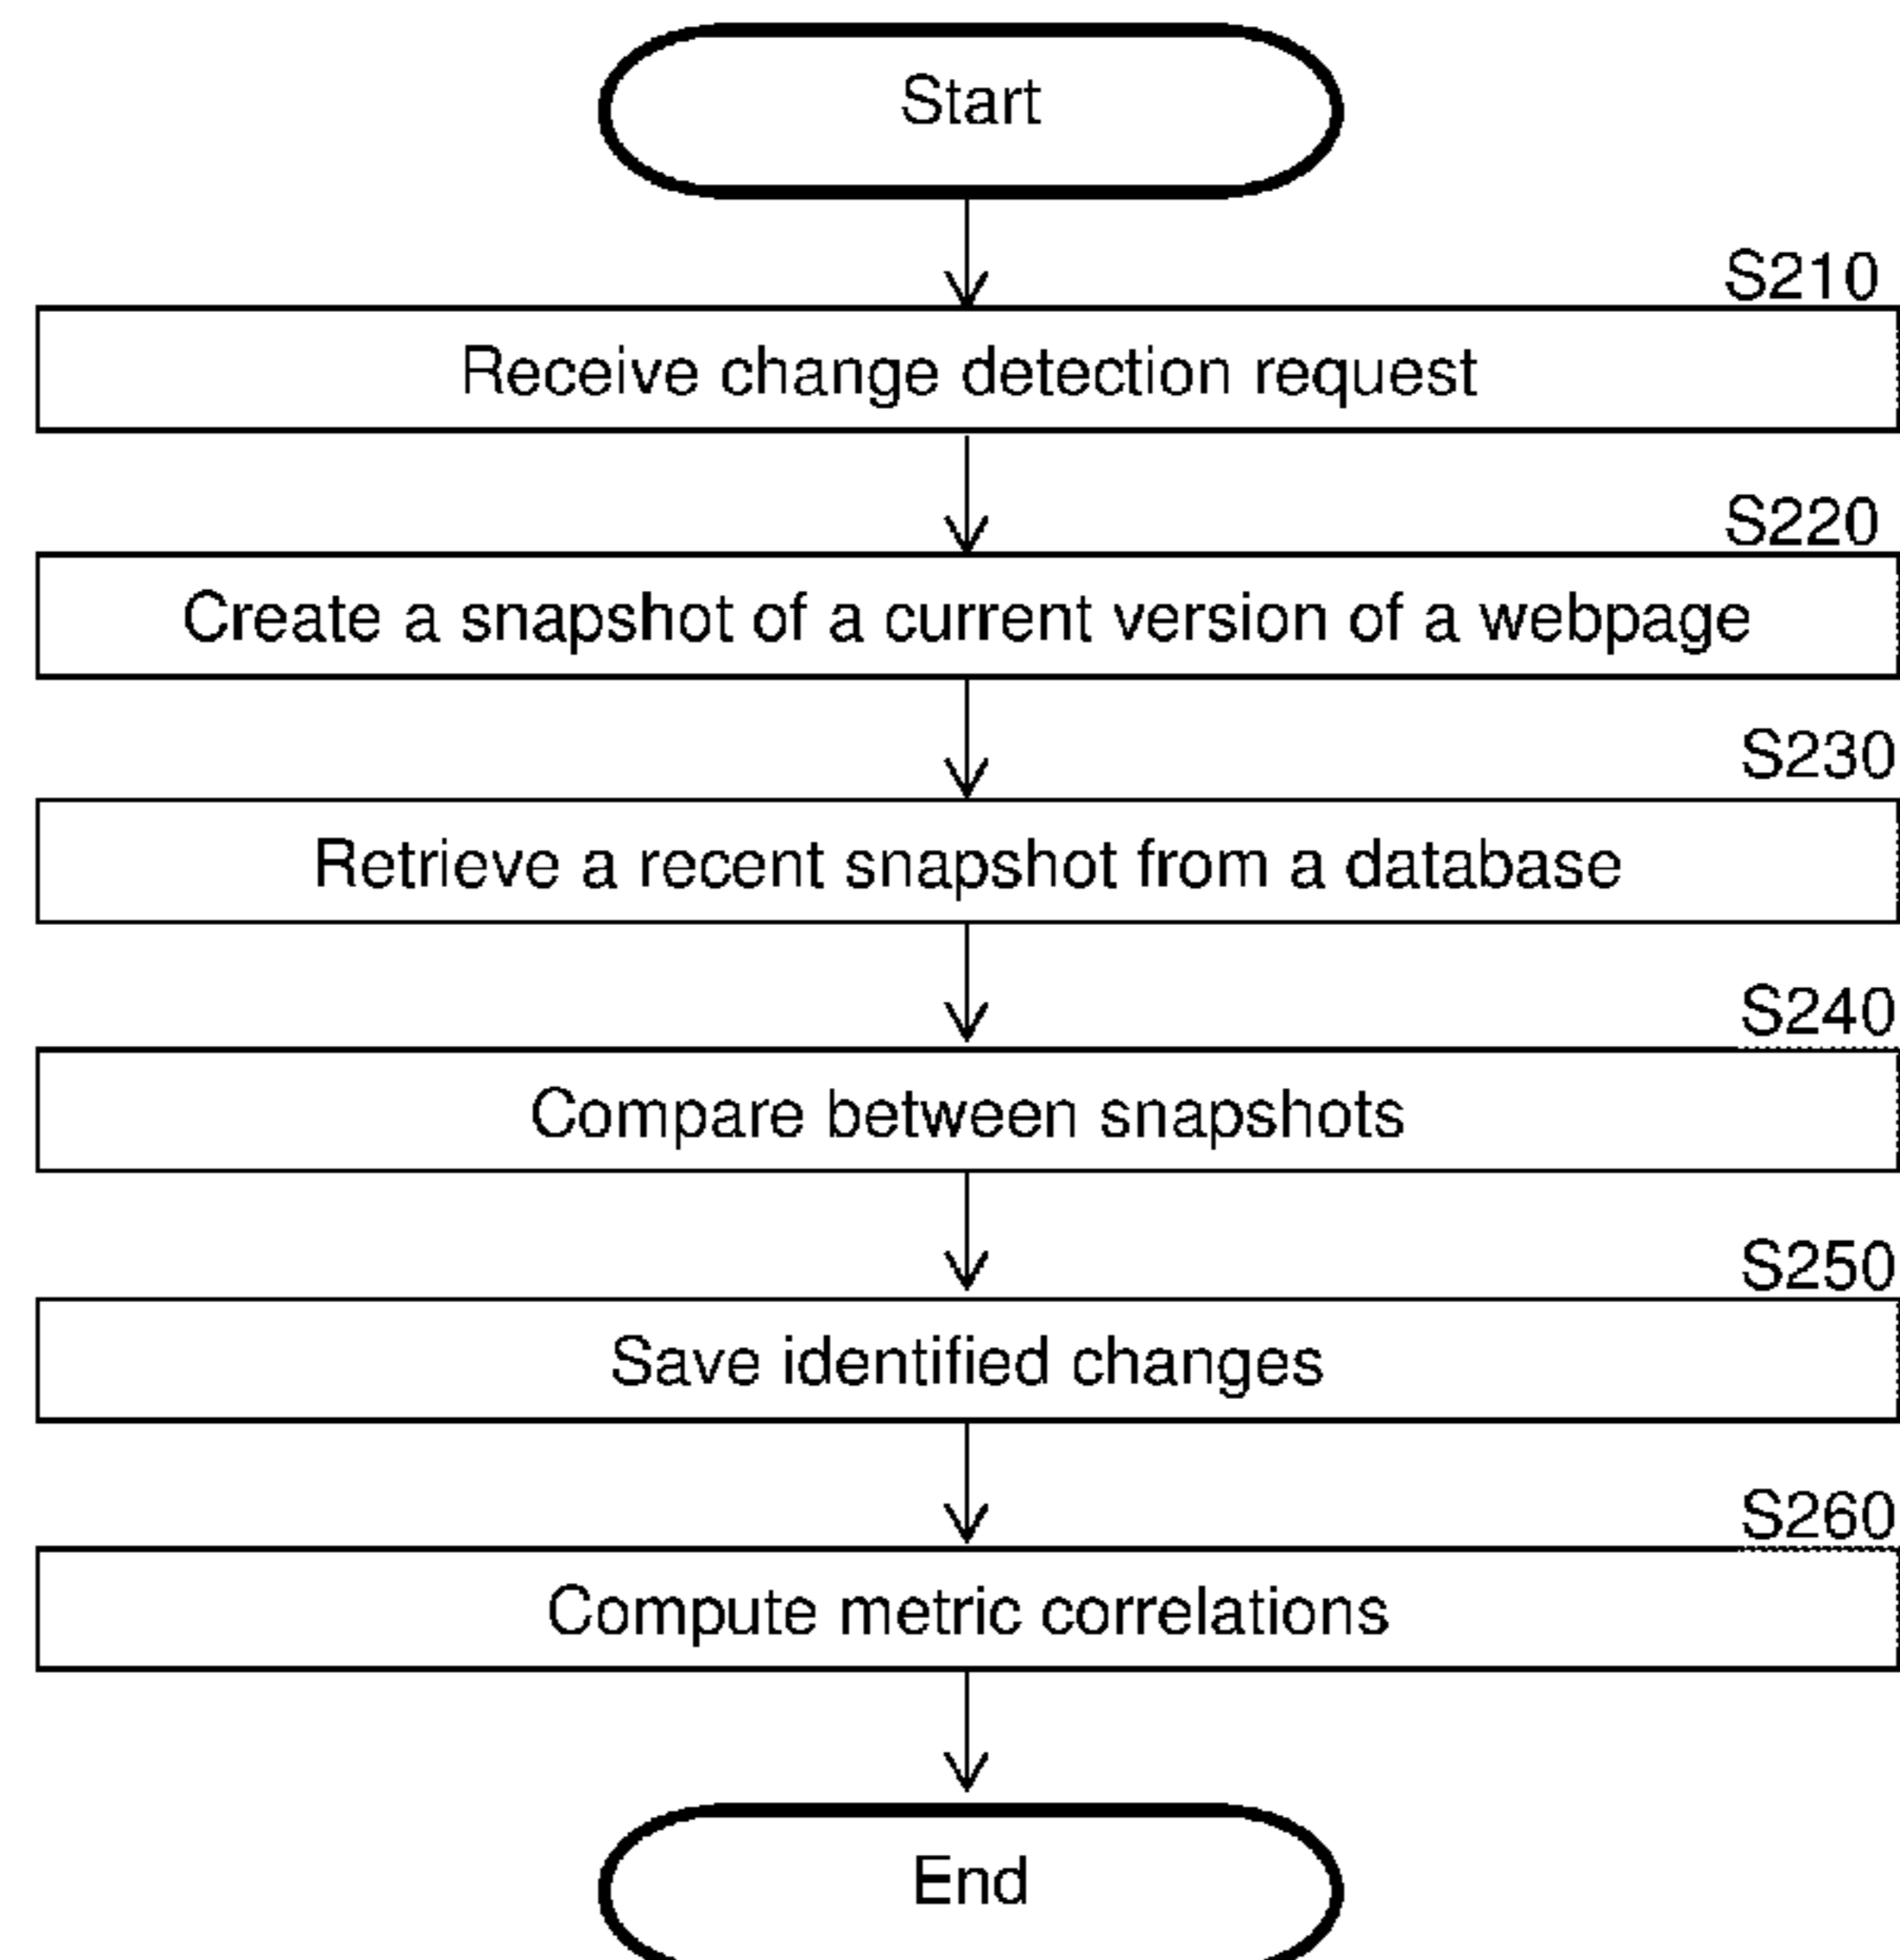 Start
S210
Receive change detection request
S220
Create a snapshot of a current version of a webpage
S230
Retrieve a recent snapshot from a database
S240
Compare between snapshots
S250
Save identified changes
S260
Compute metric correlations
End